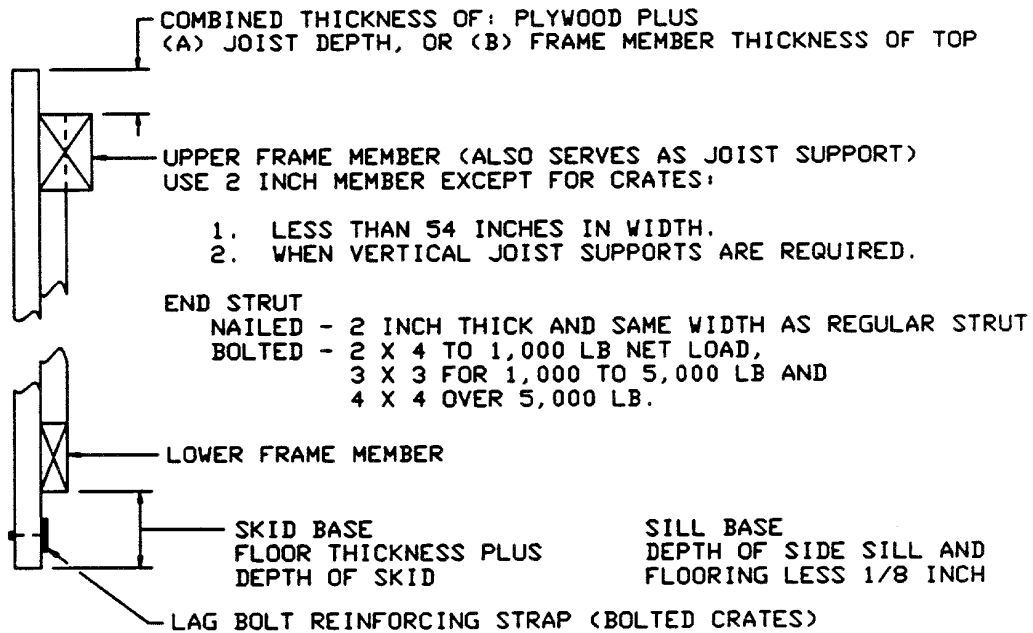 COMBINED THICKNESS OF: PLYWOOD PLUS
(A) JOIST DEPTH, OR (B) FRAME MEMBER THICKNESS OF TOP
UPPER FRAME MEMBER (ALSO SERVES AS JOIST SUPPORT)
USE 2 INCH MEMBER EXCEPT FOR CRATES:
1. LESS THAN 54 INCHES IN WIDTH.
2. WHEN VERTICAL JOIST SUPPORTS ARE REQUIRED.
END STRUT
NAILED - 2 INCH THICK AND SAME WIDTH AS REGULAR STRUT
BOLTED - 2 X 4 TO 1,000 LB NET LOAD,
3 X 3 FOR 1,000 TO 5,000 LB AND
4 X 4 OVER 5,000 LB.
LOWER FRAME MEMBER
SKID BASE
FLOOR THICKNESS PLUS
DEPTH OF SKID
SILL BASE
DEPTH OF SIDE SILL AND
FLOORING LESS 1/8 INCH
LAG BOLT REINFORCING STRAP (BOLTED CRATES)